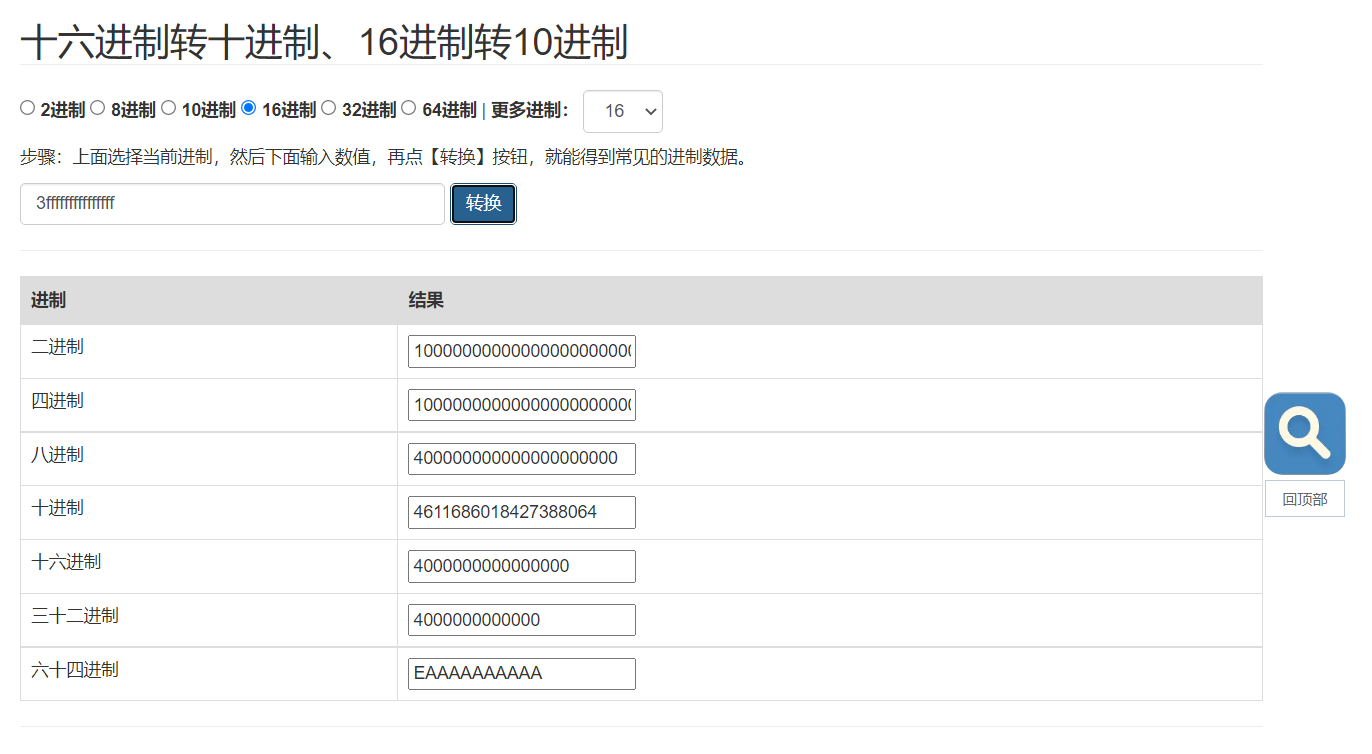 十六进制转十进制、16进制转10进制
2进制 8进制 10进制 16进制 32进制 64进制 | 更多进制： 16
步骤：上面选择当前进制，然后下面输入数值，再点【转换】按钮，就能得到常见的进制数据。
3fffffffffffffff 转换
进制 结果
二进制 10000000000000000000000
四进制 10000000000000000000000
八进制 400000000000000000000
十进制 4611686018427388064
十六进制 4000000000000000
三十二进制 4000000000000
六十四进制 EAAAAAAAAAA
回顶部